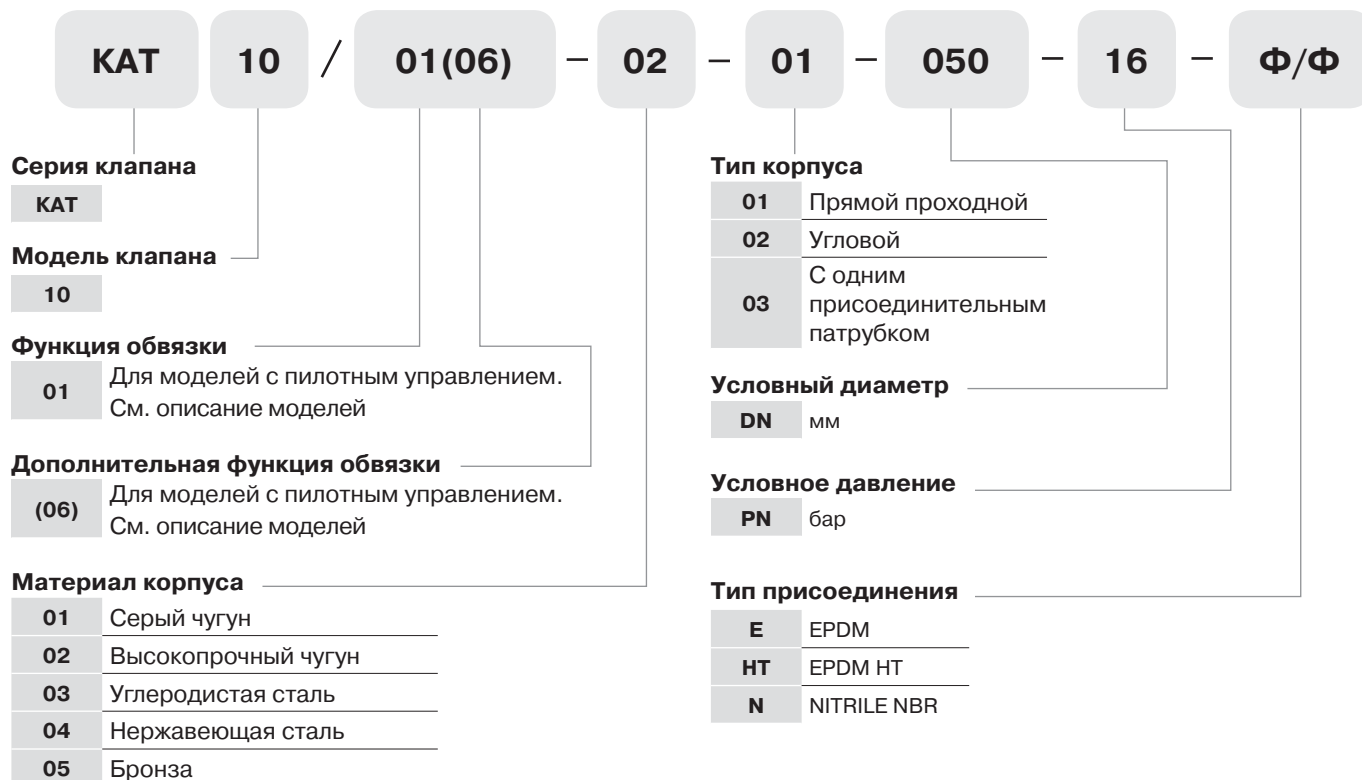 КАТ 10 / 01(06) – 02 – 01 – 050 – 16 – Ф/Ф
Серия клапана
КАТ
Модель клапана
10
Функция обвязки
01 Для моделей с пилотным управлением.
См. описание моделей
Дополнительная функция обвязки
(06) Для моделей с пилотным управлением.
См. описание моделей
Материал корпуса
01 Серый чугун
02 Высокопрочный чугун
03 Углеродистая сталь
04 Нержавеющая сталь
05 Бронза
Тип корпуса
01 Прямой проходной
02 Угловой
С одним
03 присоединительным
патрубком
Условный диаметр
DN мм
Условное давление
PN бар
Тип присоединения
E EPDM
HT EPDM HT
N NITRILE NBR